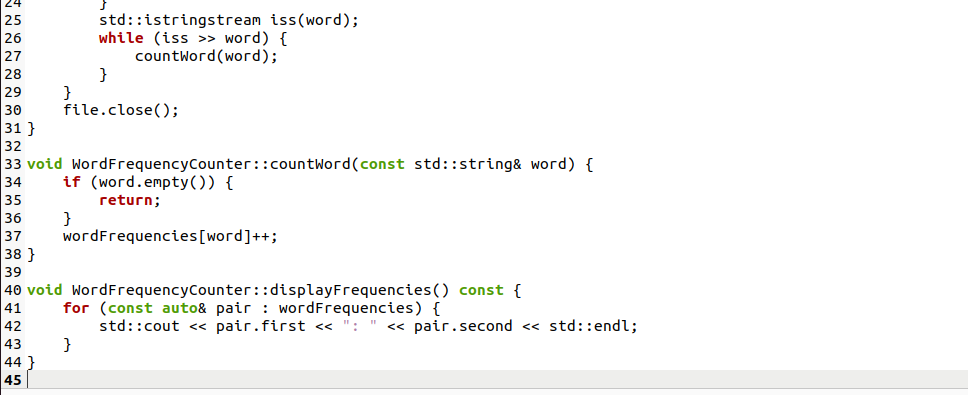 24         }
25         std::istringstream iss(word);
26         while (iss >> word) {
27             countWord(word);
28         }
29     }
30     file.close();
31 }
32
33 void WordFrequencyCounter::countWord(const std::string& word) {
34     if (word.empty()) {
35         return;
36     }
37     wordFrequencies[word]++;
38 }
39
40 void WordFrequencyCounter::displayFrequencies() const {
41     for (const auto& pair : wordFrequencies) {
42         std::cout << pair.first << ": " << pair.second << std::endl;
43     }
44 }
45